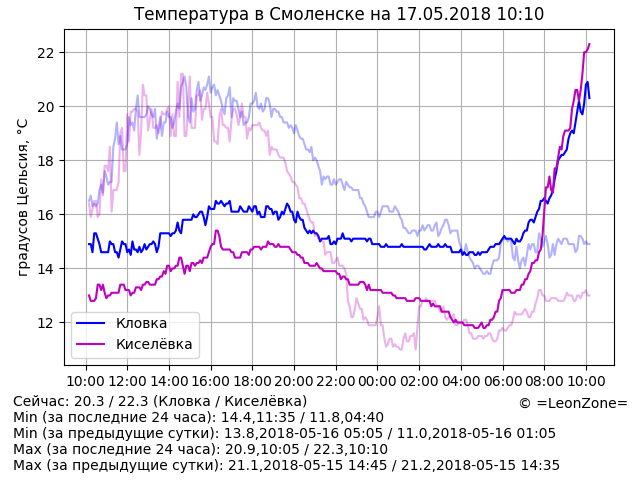 Температура в Смоленске на 17.05.2018 10:10
градусов Цельсия, °C
22
20
18
16
14
12
Кловка
Киселёвка
10:00 12:00 14:00 16:00 18:00 20:00 22:00 00:00 02:00 04:00 06:00 08:00 10:00
Сейчас: 20.3 / 22.3 (Кловка / Киселёвка)
© =LeonZone=
Min (за последние 24 часа): 14.4,11:35 / 11.8,04:40
Min (за предыдущие сутки): 13.8,2018-05-16 05:05 / 11.0,2018-05-16 01:05
Max (за последние 24 часа): 20.9,10:05 / 22.3,10:10
Max (за предыдущие сутки): 21.1,2018-05-15 14:45 / 21.2,2018-05-15 14:35